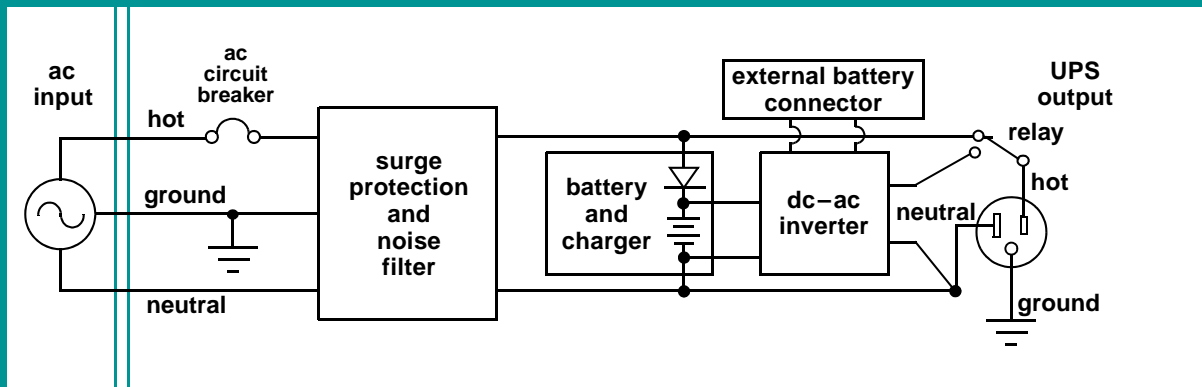 ac
input
hot
ac
circuit
breaker
ground
neutral
surge
protection
and
noise
filter
battery
and
charger
external battery
connector
dc–ac
inverter
UPS
output
relay
hot
neutral
ground